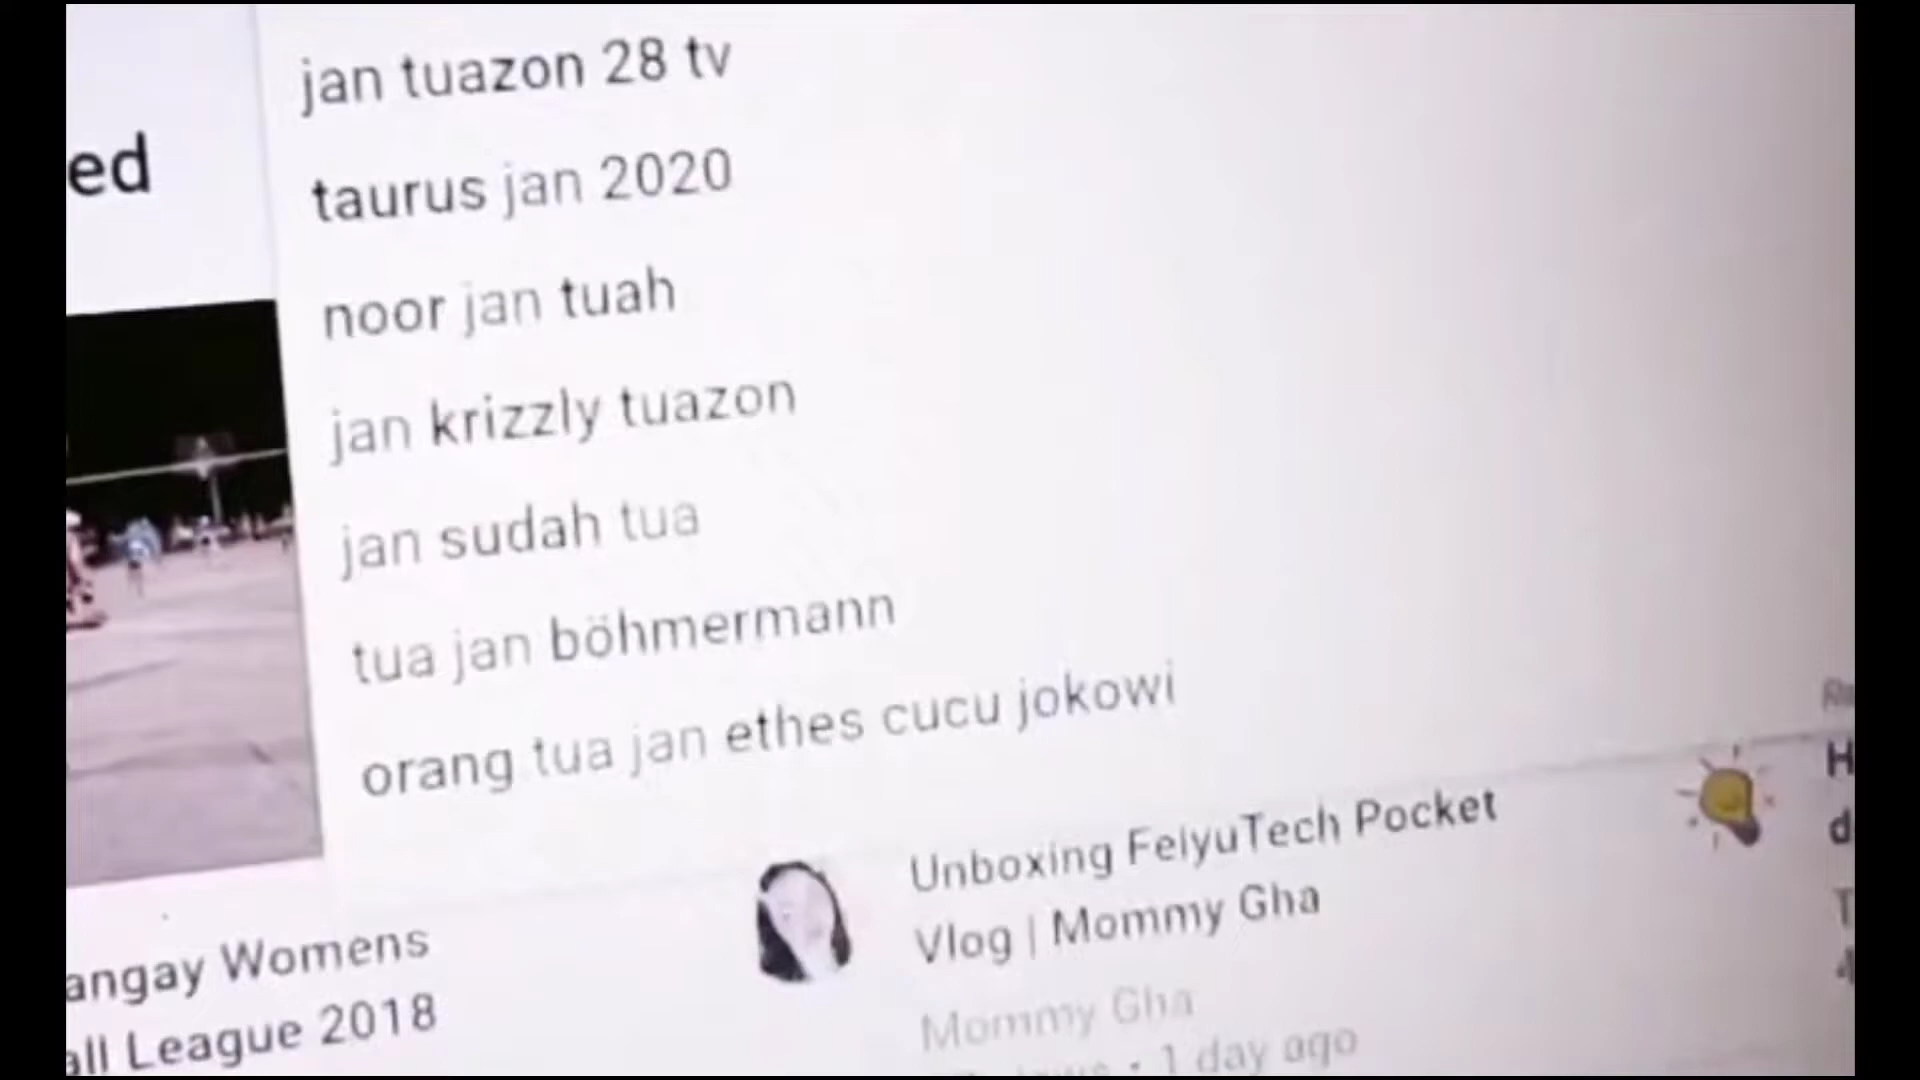 jan tuazon 28 tv
taurus jan 2020
ed
noor jan tuah
jan krizzly tuazon
jan sudah tua
tua jan böhmermann
orang tua jan ethes cucu jokowi
Unboxing FeiyuTech Pocket
Vlog | Mommy Gha
Mommy Gha
1 day ago
angay Womens
all League 2018
H
d
T